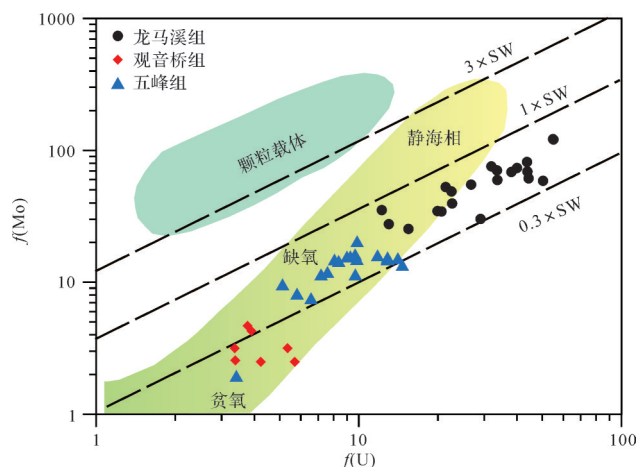 1000
100
10
1
f(Mo)
龙马溪组
观音桥组
五峰组
颗粒载体
静海相
缺氧
贫氧
3×SW
1×SW
0.3×SW
1
10
100
f(U)